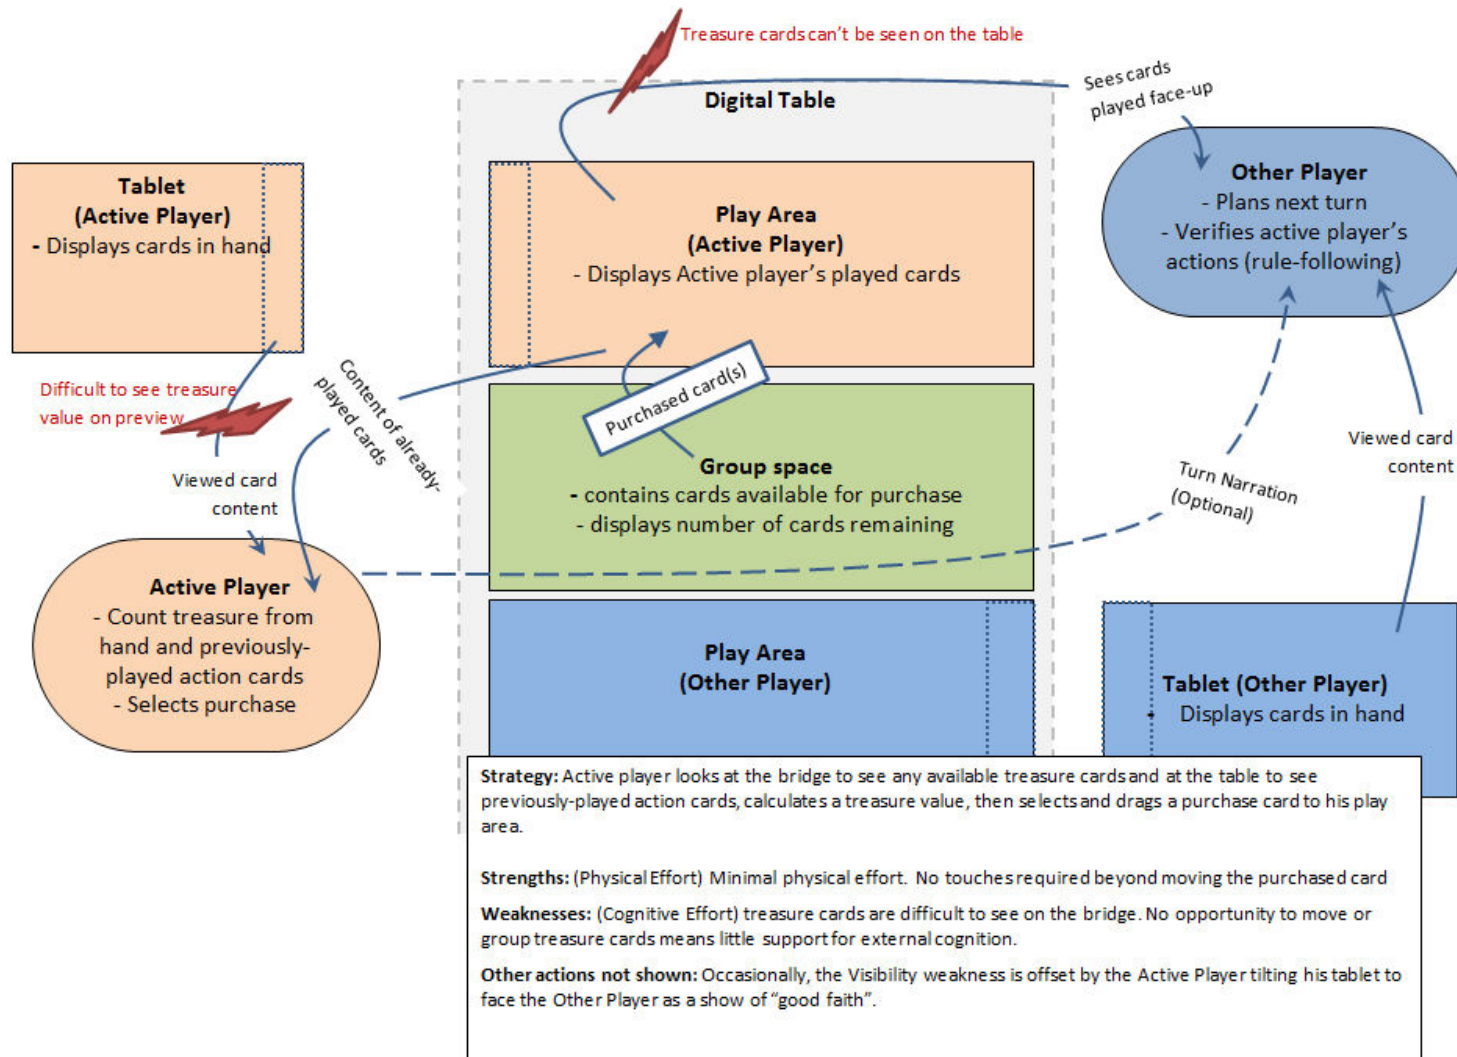 Treasure cards can't be seen on the table
Sees cards
played face-up
Digital Table
Tablet
(Active Player)
- Displays cards in hand
Play Area
(Active Player)
- Displays Active player's played cards
Other Player
- Plans next turn
- Verifies active player's
actions (rule-following)
Difficult to see treasure
value on preview
Content of already-
played cards
Purchased card(s)
Viewed card
content
Group space
- contains cards available for purchase
- displays number of cards remaining
Turn Narration
(Optional)
Viewed card
content
Active Player
- Count treasure from
hand and previously-
played action cards
- Selects purchase
Play Area
(Other Player)
Tablet (Other Player)
- Displays cards in hand
Strategy: Active player looks at the bridge to see any available treasure cards and at the table to see
previously-played action cards, calculates a treasure value, then selects and drags a purchase card to his play
area.
Strengths: (Physical Effort) Minimal physical effort. No touches required beyond moving the purchased card
Weaknesses: (Cognitive Effort) treasure cards are difficult to see on the bridge. No opportunity to move or
group treasure cards means little support for external cognition.
Other actions not shown: Occasionally, the Visibility weakness is offset by the Active Player tilting his tablet to
face the Other Player as a show of “good faith”.